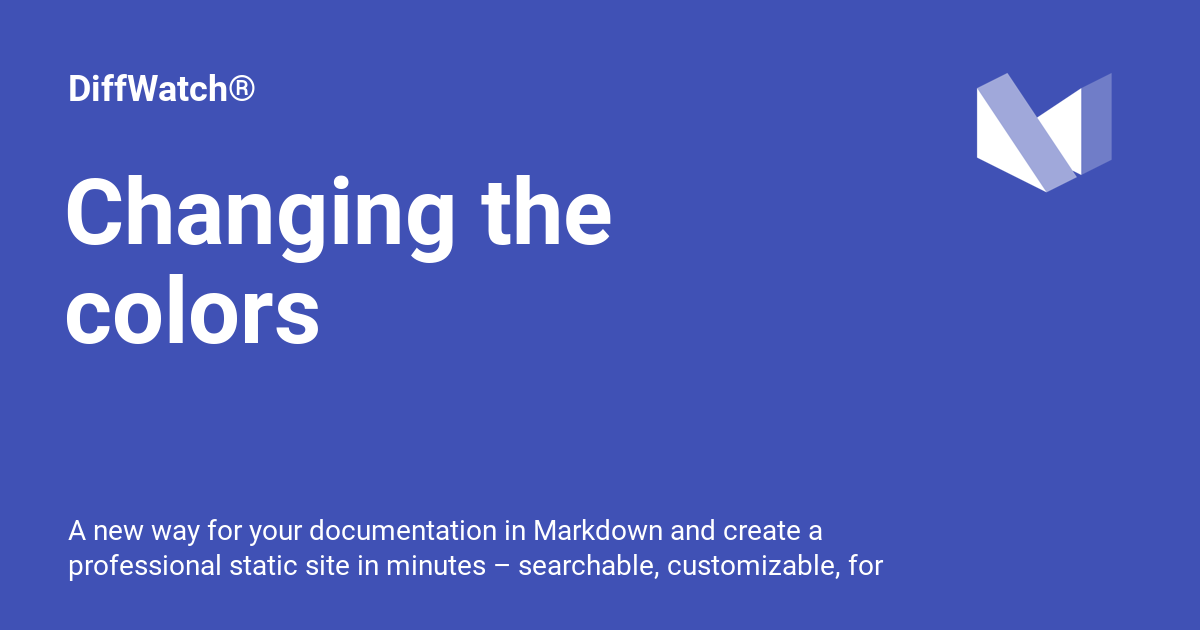 DiffWatch®
Changing the
colors
A new way for your documentation in Markdown and create a
professional static site in minutes – searchable, customizable, for